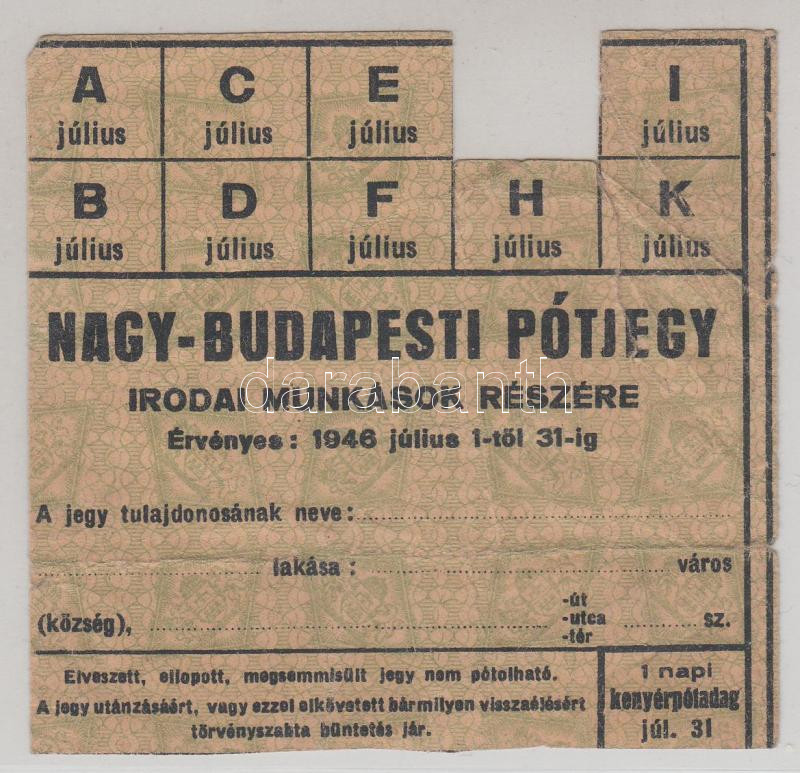 A C E I
július július július július
B D F H K
július július július július július
NAGY-BUDAPESTI PÓTJEGY
IRODAI MUNKÁSOK RÉSZÉRE
darabanth
Érvényes: 1946 július 1-től 31-ig
A jegy tulajdonosának neve:
lakása: város
-út
(község), -utca sz.
-tér
Elveszett, ellopott, megsemmisült jegy nem pótolható.
A jegy utánzásáért, vagy ezzel elkövetett bármilyen visszaélésért
törvényszabta büntetés jár.
1 napi
kenyérpótadag
júl. 31